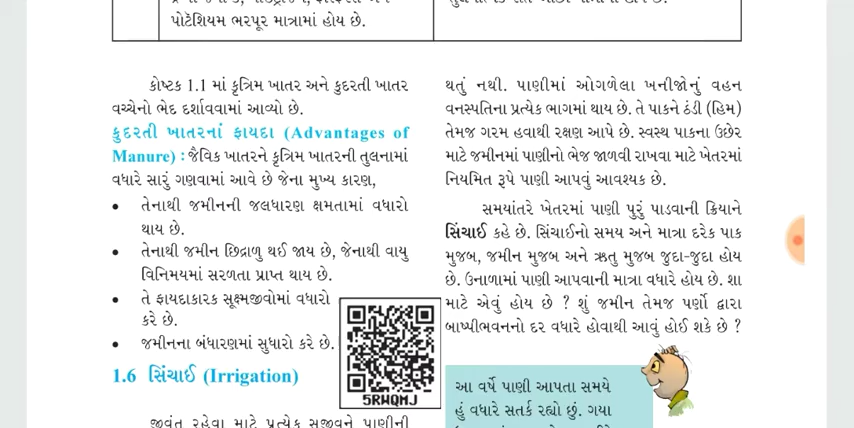 પોટૅશિયમ ભરપૂર માત્રામાં હોય છે.
કોષ્ટક 1.1 માં કૃત્રિમ ખાતર અને કુદરતી ખાતર
વચ્ચેનો ભેદ દર્શાવવામાં આવ્યો છે.
કુદરતી ખાતરનાં ફાયદા (Advantages of
Manure) : જૈવિક ખાતરને કૃત્રિમ ખાતરની તુલનામાં
વધારે સારું ગણવામાં આવે છે જેના મુખ્ય કારણ,
• તેનાથી જમીનની જલધારણ ક્ષમતામાં વધારો
થાય છે.
• તેનાથી જમીન છિદ્રાળુ થઈ જાય છે, જેનાથી વાયુ
વિનિમયમાં સરળતા પ્રાપ્ત થાય છે.
• તે ફાયદાકારક સૂક્ષ્મજીવોમાં વધારો
કરે છે.
• જમીનના બંધારણમાં સુધારો કરે છે.
5RWQMJ
1.6 સિંચાઈ (Irrigation)
જીવંત રહેવા માટે પ્રત્યેક સજીવને પાણીની
થતું નથી. પાણીમાં ઓગળેલા ખનીજોનું વહન
વનસ્પતિના પ્રત્યેક ભાગમાં થાય છે. તે પાકને ઠંડી (હિમ)
તેમજ ગરમ હવાથી રક્ષણ આપે છે. સ્વસ્થ પાકના ઉછેર
માટે જમીનમાં પાણીનો ભેજ જાળવી રાખવા માટે ખેતરમાં
નિયમિત રૂપે પાણી આપવું આવશ્યક છે.
સમયાંતરે ખેતરમાં પાણી પુરું પાડવાની ક્રિયાને
સિંચાઈ કહે છે. સિંચાઈનો સમય અને માત્રા દરેક પાક
મુજબ, જમીન મુજબ અને ઋતુ મુજબ જુદા-જુદા હોય
છે. ઉનાળામાં પાણી આપવાની માત્રા વધારે હોય છે. શા
માટે એવું હોય છે ? શું જમીન તેમજ પર્ણો દ્વારા
બાષ્પીભવનનો દર વધારે હોવાથી આવું હોઈ શકે છે ?
આ વર્ષે પાણી આપતા સમયે
હું વધારે સતર્ક રહ્યો છું. ગયા